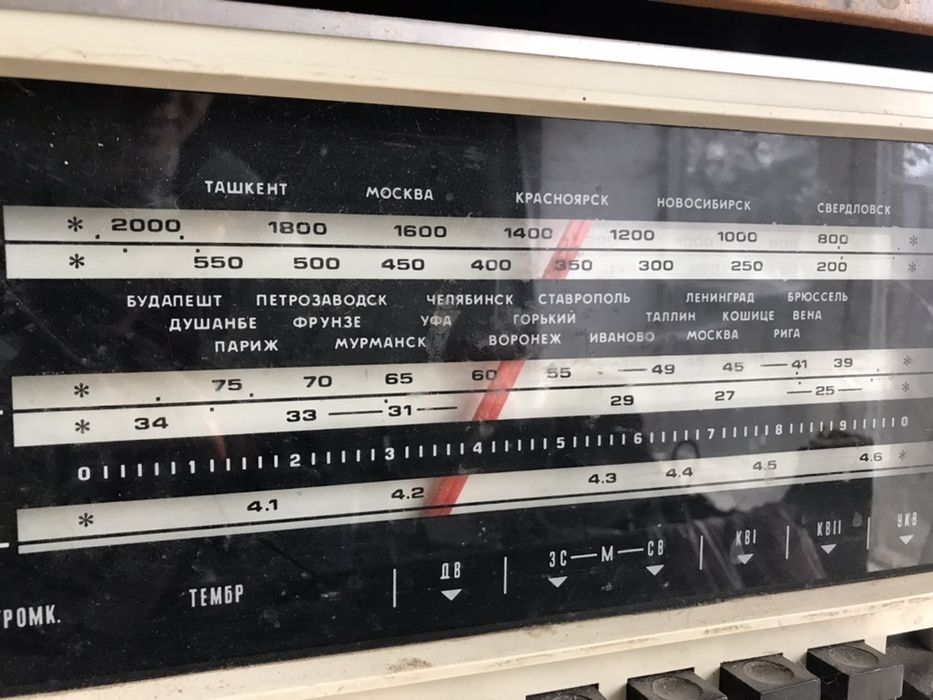 ТАШКЕНТ МОСКВА КРАСНОЯРСК НОВОСИБИРСК СВЕРДЛОВСК
* 2000 1800 1600 1400 1200 1000 800 *
* 550 500 450 400 350 300 250 200 *
БУДАПЕШТ ПЕТРОЗАВОДСК ЧЕЛЯБИНСК СТАВРОПОЛЬ ЛЕНИНГРАД БРЮССЕЛЬ
ДУШАНБЕ ФРУНЗЕ УФА ГОРЬКИЙ ТАЛЛИН КОШИЦЕ ВЕНА
ПАРИЖ МУРМАНСК ВОРОНЕЖ ИВАНОВО МОСКВА РИГА
* 75 70 65 60 55 — 49 45 — 41 39 *
* 34 33 — 31 — 29 27 — 25 — *
0 1 2 3 4 5 6 7 8 9 0
* 4.1 4.2 4.3 4.4 4.5 4.6 *
РОМК. ТЕМБР ДВ ЗС — М — СВ КВI КВII УКВ